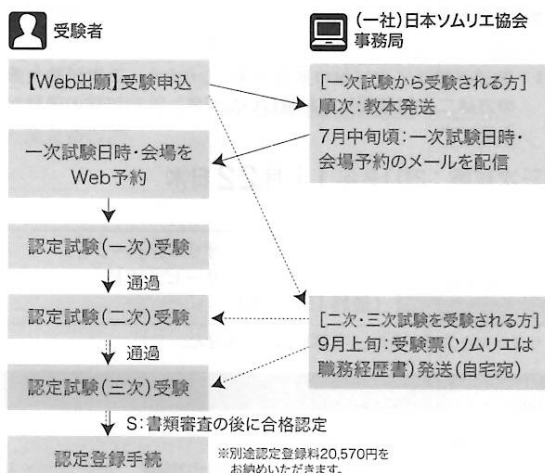 受験者
(一社)日本ソムリエ協会
事務局
【Web出願】受験申込
[一次試験から受験される方]
順次:教本発送
7月中旬頃:一次試験日時・
会場予約のメールを配信
一次試験日時・会場を
Web予約
認定試験(一次)受験
通過
認定試験(二次)受験
[二次・三次試験を受験される方]
9月上旬:受験票(ソムリエは
職務経歴書)発送(自宅宛)
通過
認定試験(三次)受験
S:書類審査の後に合格認定
認定登録手続
※別途認定登録料20,570円を
お納めいただきます。